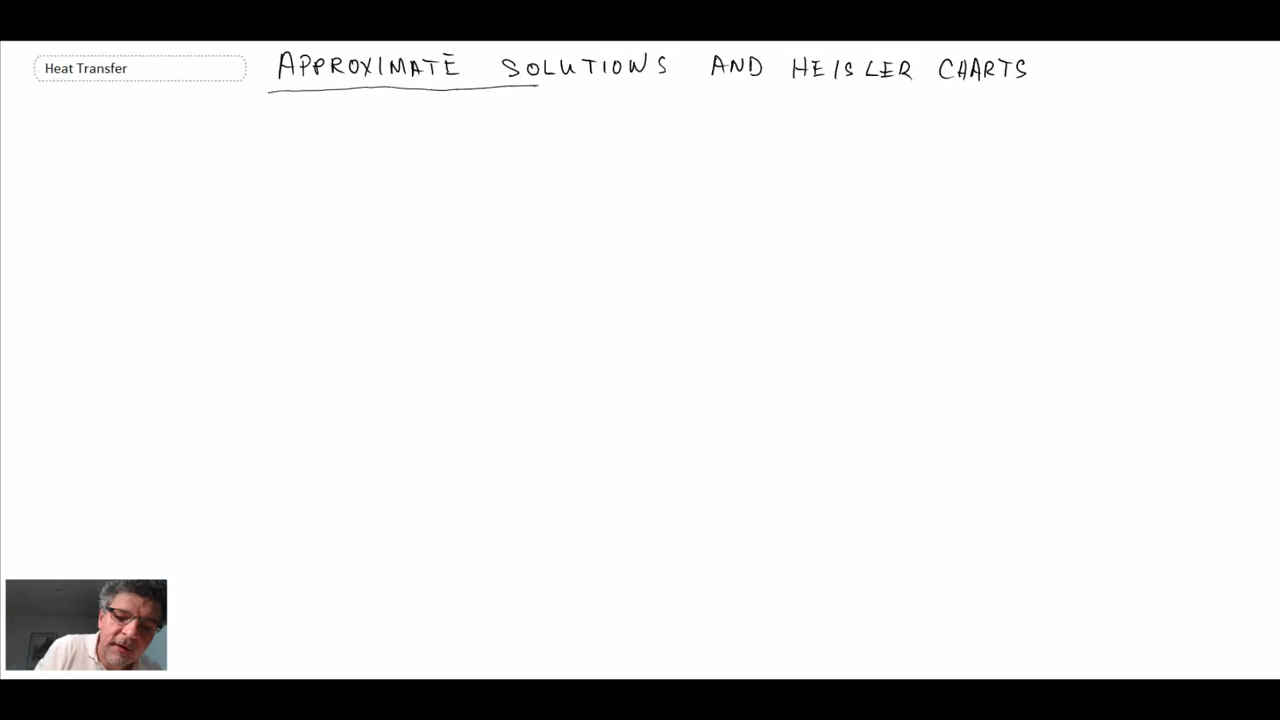 Heat Transfer
APPROXIMATE SOLUTIONS AND HEISLER CHARTS